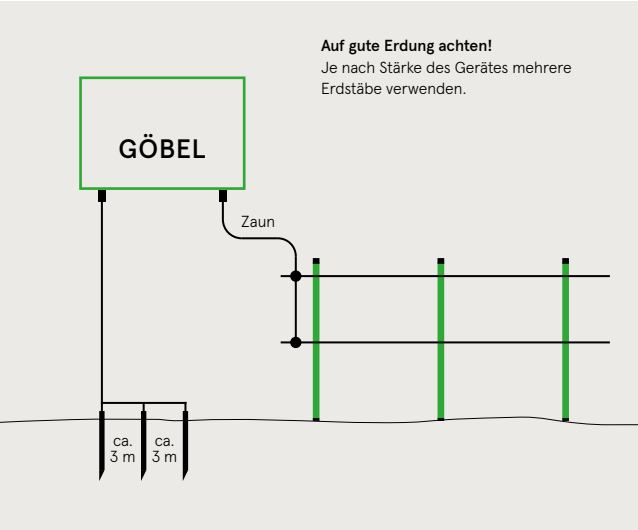 Auf gute Erdung achten!
Je nach Stärke des Gerätes mehrere
Erdstäbe verwenden.
GÖBEL
Zaun
ca.
3 m
ca.
3 m